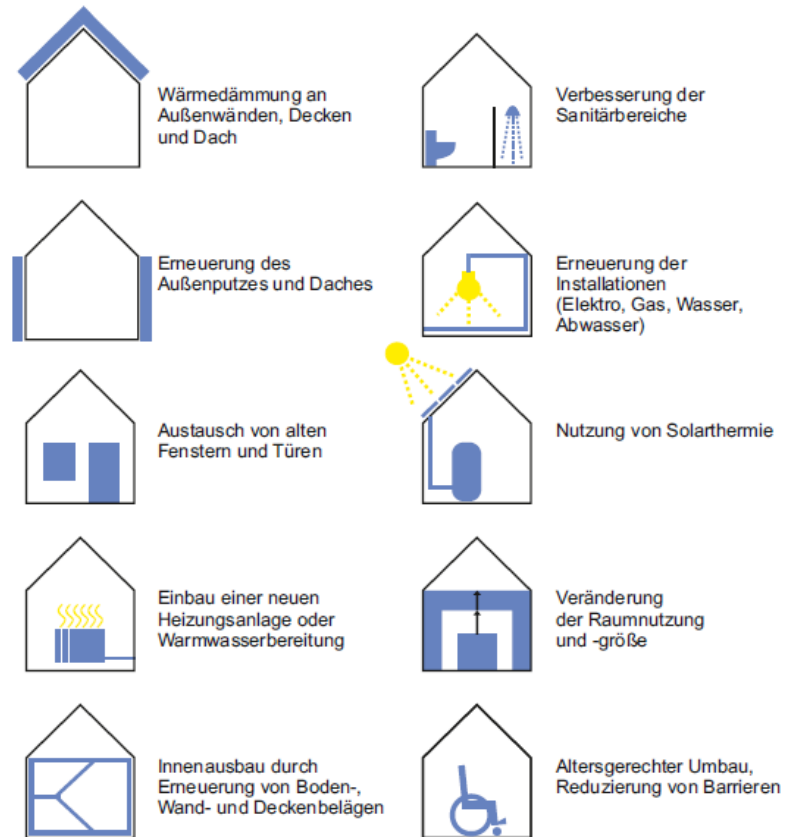 Wärmedämmung an
Außenwänden, Decken
und Dach
Verbesserung der
Sanitärbereiche
Erneuerung des
Außenputzes und Daches
Erneuerung der
Installationen
(Elektro, Gas, Wasser,
Abwasser)
Austausch von alten
Fenstern und Türen
Nutzung von Solarthermie
Einbau einer neuen
Heizungsanlage oder
Warmwasserbereitung
Veränderung
der Raumnutzung
und -größe
Innenausbau durch
Erneuerung von Boden-,
Wand- und Deckenbelägen
Altersgerechter Umbau,
Reduzierung von Barrieren